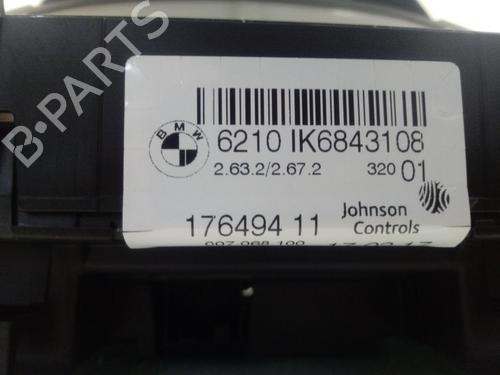 B-PARTS
BMW
6210 IK6843108
2.63.2/2.67.2 320 01
176494 11 Johnson
Controls